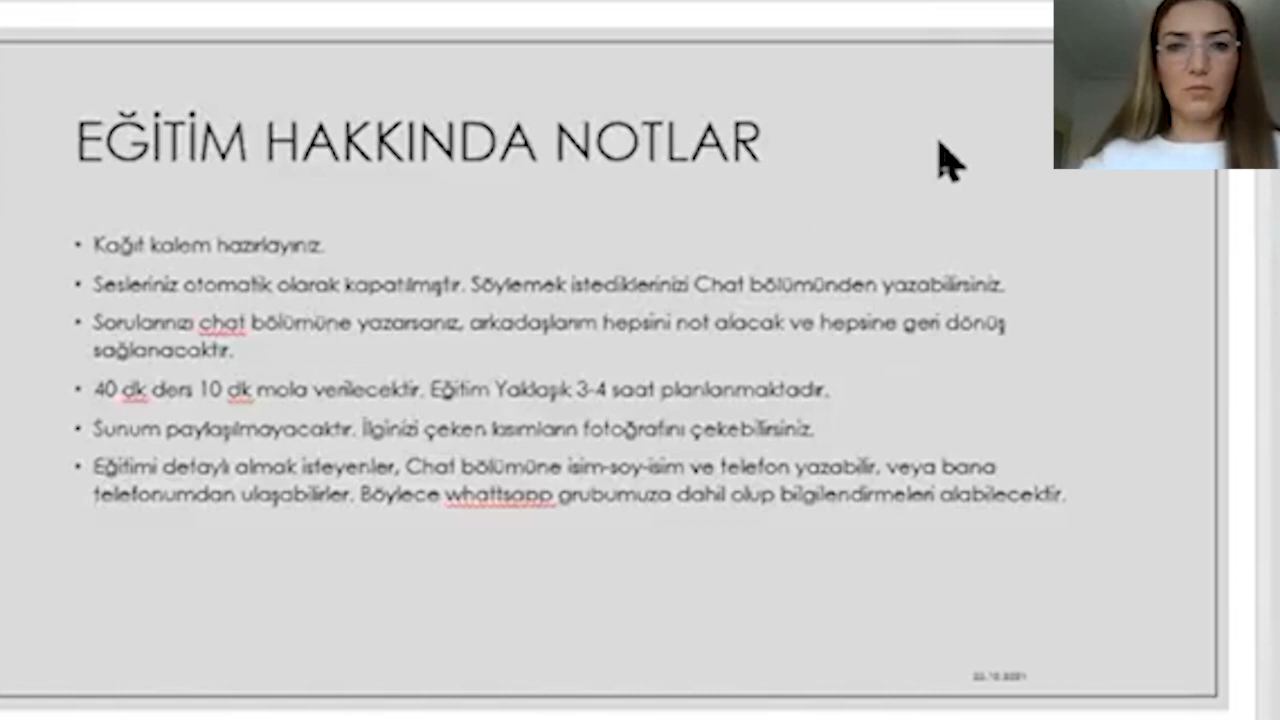 EĞİTİM HAKKINDA NOTLAR
• Kağıt kalem hazırlayınız.
• Sesleriniz otomatik olarak kapatılmıştır. Söylemek istediklerinizi Chat bölümünden yazabilirsiniz.
• Sorularınızı chat bölümüne yazarsanız, arkadaşlarım hepsini not alacak ve hepsine geri dönüş
sağlanacaktır.
• 40 dk ders 10 dk mola verilecektir. Eğitim Yaklaşık 3-4 saat planlanmaktadır.
• Sunum paylaşılmayacaktır. İlginizi çeken kısımların fotoğrafını çekebilirsiniz.
• Eğitimi detaylı almak isteyenler, Chat bölümüne isim-soy-isim ve telefon yazabilir, veya bana
telefonumdan ulaşabilirler. Böylece whattsapp grubumuza dahil olup bilgilendirmeleri alabilecektir.